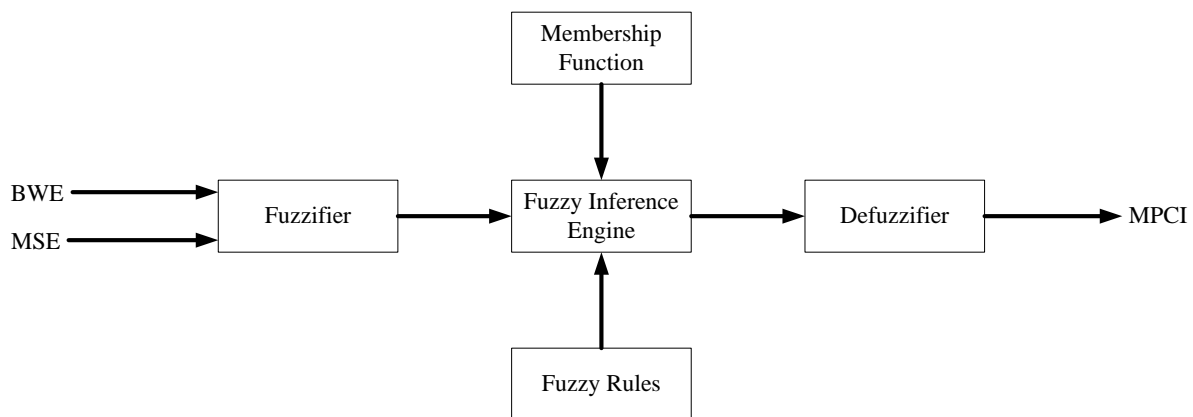 Membership
Function
BWE
MSE
Fuzzifier
Fuzzy Inference
Engine
Defuzzifier
MPCI
Fuzzy Rules